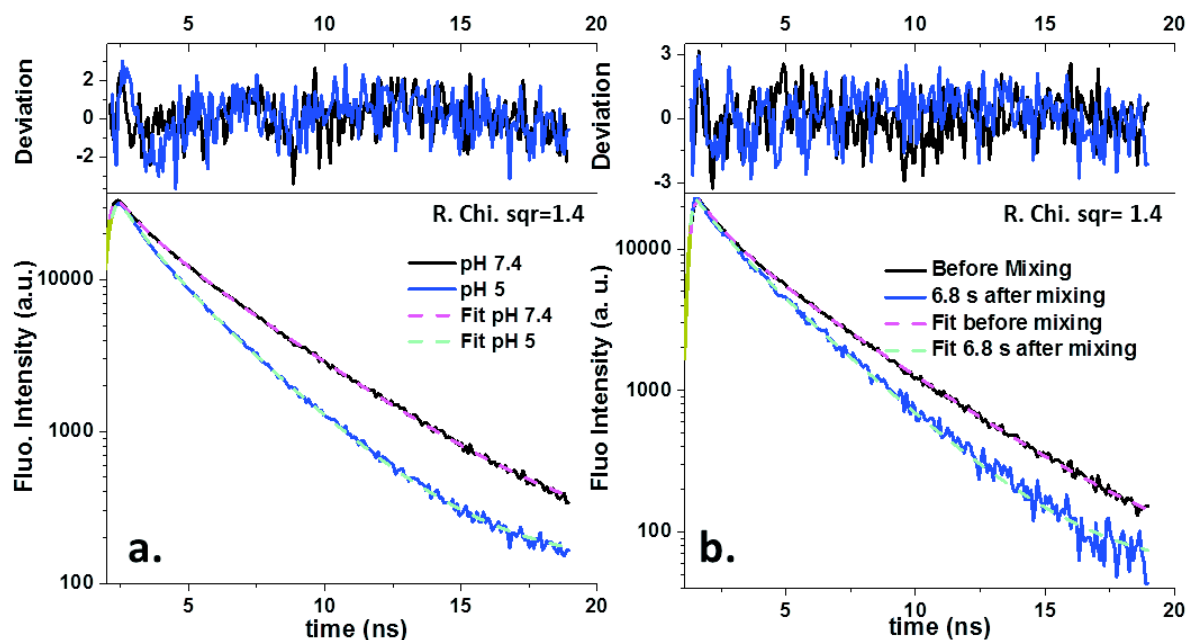 5 10 15 20
Deviation
2
0
-2
R. Chi. sqr=1.4
pH 7.4
pH 5
Fit pH 7.4
Fit pH 5
Fluo. Intensity (a.u.)
10000
1000
100
a.
5 10 15 20
time (ns)
5 10 15 20
Deviation
3
0
-3
R. Chi. sqr= 1.4
Before Mixing
6.8 s after mixing
Fit before mixing
Fit 6.8 s after mixing
Fluo Intensity (a. u.)
10000
1000
100
b.
5 10 15 20
time (ns)